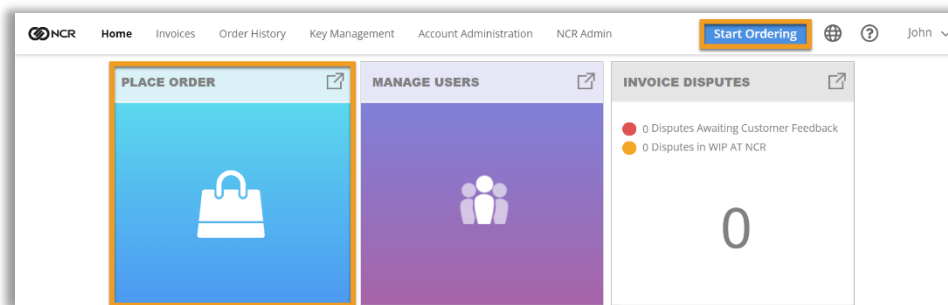 NCR Home Invoices Order History Key Management Account Administration NCR Admin Start Ordering ? John
PLACE ORDER MANAGE USERS INVOICE DISPUTES
0 Disputes Awaiting Customer Feedback
0 Disputes in WIP AT NCR
0